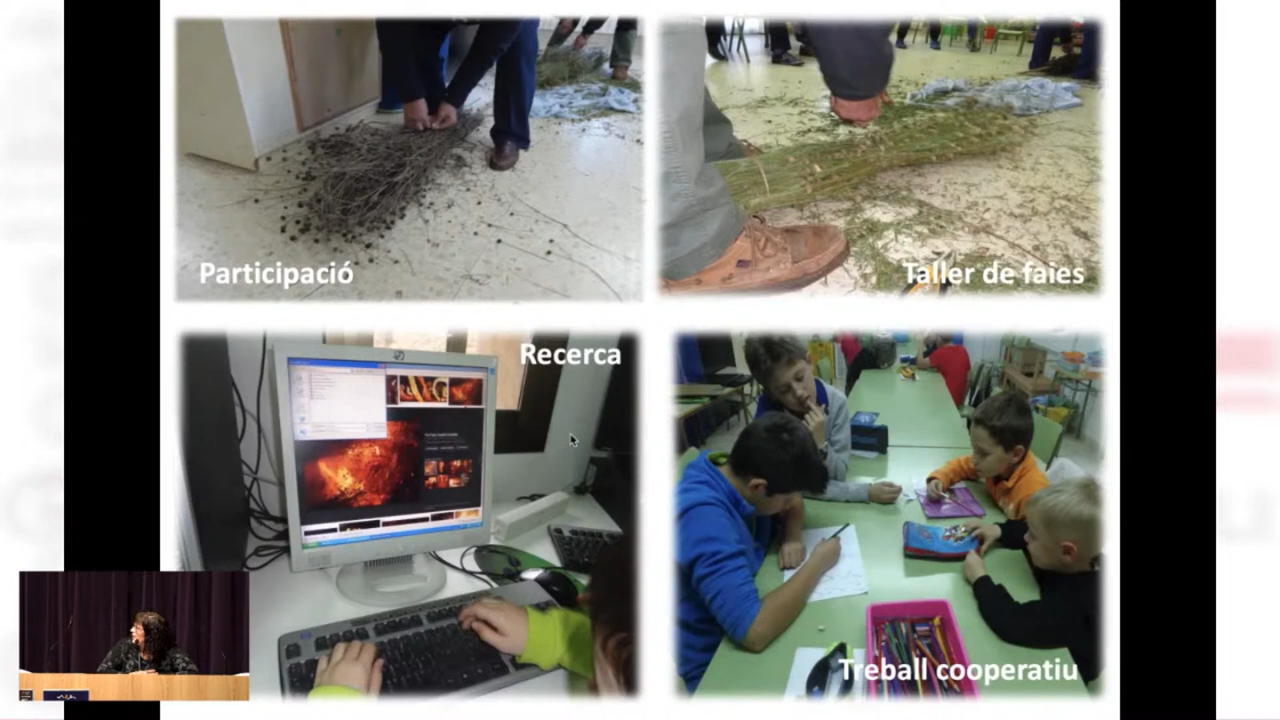 Participació
Taller de faies
Recerca
Treball cooperatiu